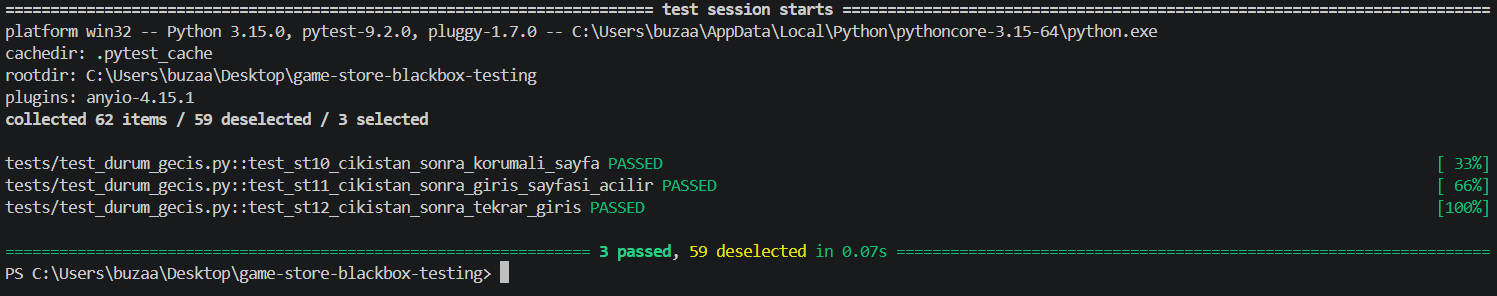 ======================================================================== test session starts ========================================================================
platform win32 -- Python 3.15.0, pytest-9.2.0, pluggy-1.7.0 -- C:\Users\buzaa\AppData\Local\Python\pythoncore-3.15-64\python.exe
cachedir: .pytest_cache
rootdir: C:\Users\buzaa\Desktop\game-store-blackbox-testing
plugins: anyio-4.15.1
collected 62 items / 59 deselected / 3 selected

tests/test_durum_gecis.py::test_st10_cikistan_sonra_korumali_sayfa PASSED [ 33%]
tests/test_durum_gecis.py::test_st11_cikistan_sonra_giris_sayfasi_acilir PASSED [ 66%]
tests/test_durum_gecis.py::test_st12_cikistan_sonra_tekrar_giris PASSED [100%]

================================================================= 3 passed, 59 deselected in 0.07s ==================================================================
PS C:\Users\buzaa\Desktop\game-store-blackbox-testing>